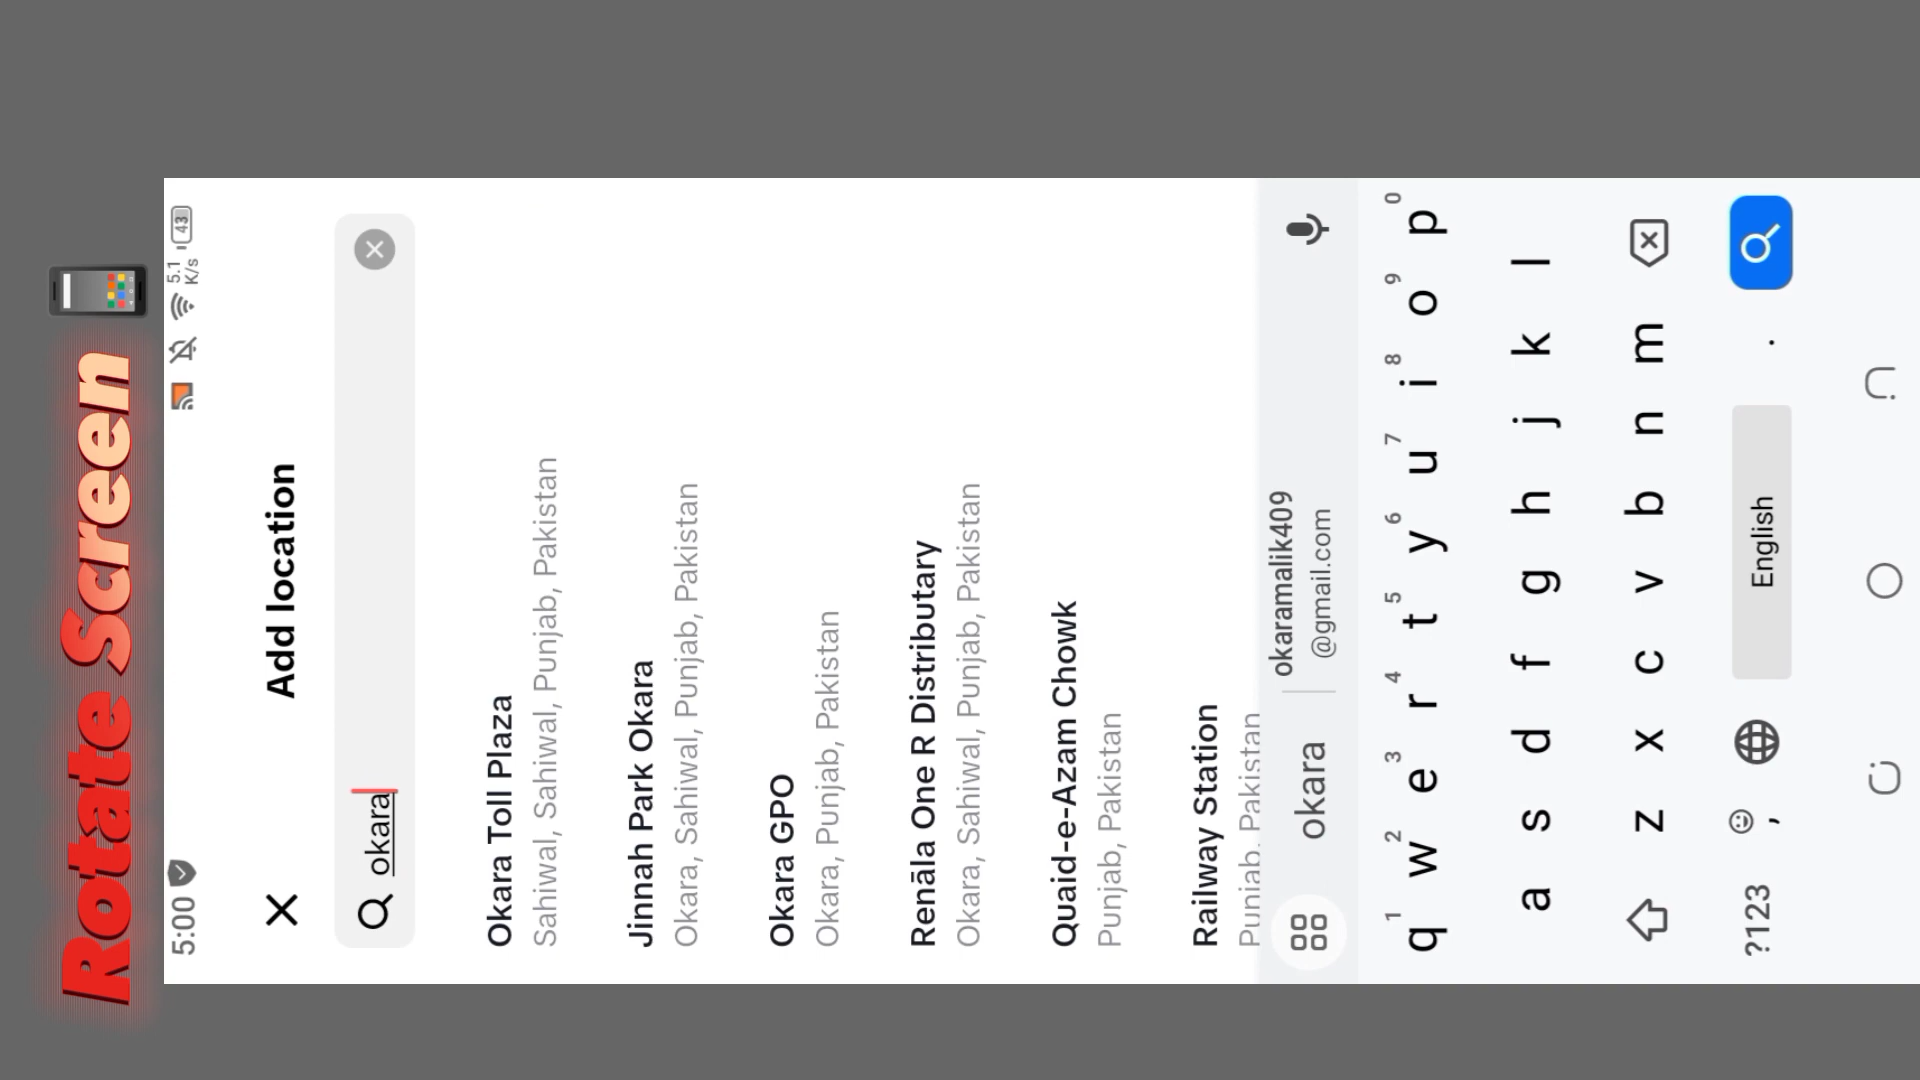 Rotate Screen
5:00
5.1
K/s
43
Add location
okara
Okara Toll Plaza
Sahiwal, Sahiwal, Punjab, Pakistan
Jinnah Park Okara
Okara, Sahiwal, Punjab, Pakistan
Okara GPO
Okara, Punjab, Pakistan
Renāla One R Distributary
Okara, Sahiwal, Punjab, Pakistan
Quaid-e-Azam Chowk
Punjab, Pakistan
Railway Station
Punjab, Pakistan
okara
okaramalik409
@gmail.com
1 2 3 4 5 6 7 8 9 0
q w e r t y u i o p
a s d f g h j k l
z x c v b n m
?123 , English .